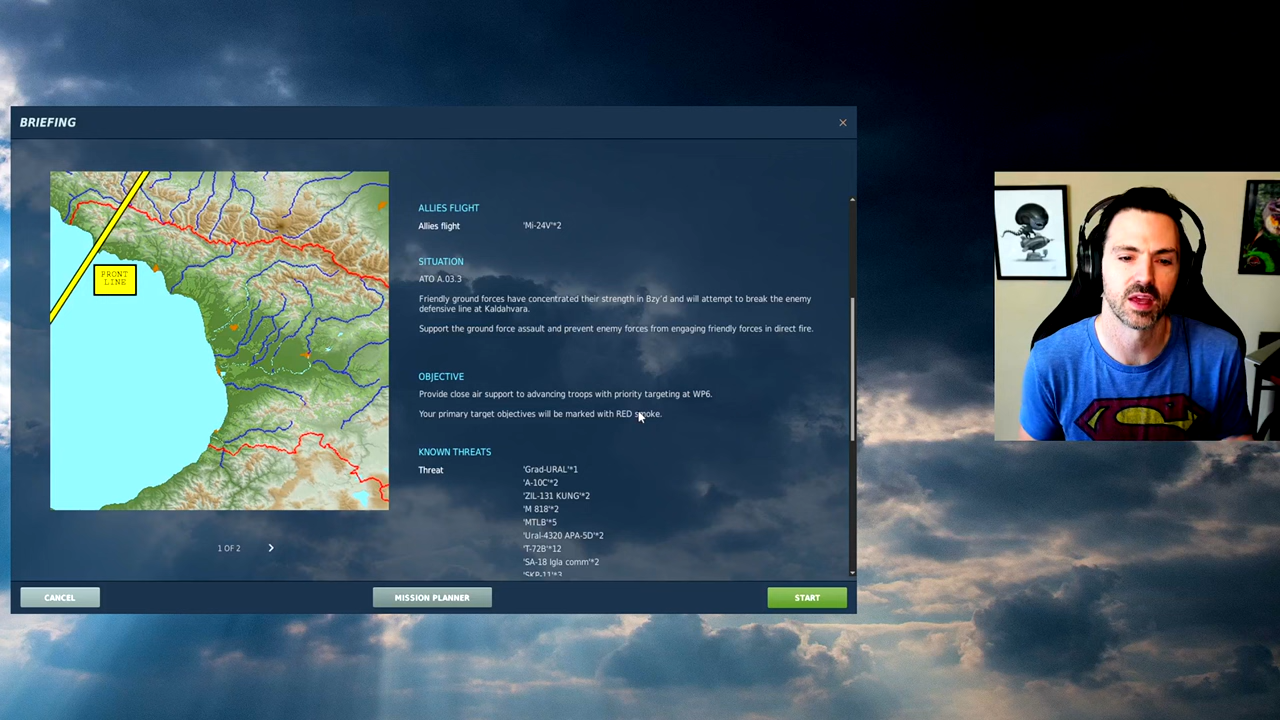 BRIEFING
FRONT
LINE
1 OF 2
ALLIES FLIGHT
Allies flight 'Mi-24V'*2
SITUATION
ATO A.03.3
Friendly ground forces have concentrated their strength in Bzy'd and will attempt to break the enemy
defensive line at Kaldahvara.
Support the ground force assault and prevent enemy forces from engaging friendly forces in direct fire.
OBJECTIVE
Provide close air support to advancing troops with priority targeting at WP6.
Your primary target objectives will be marked with RED smoke.
KNOWN THREATS
Threat 'Grad-URAL'*1
'A-10C'*2
'ZIL-131 KUNG'*2
'M 818'*2
'MTLB'*5
'Ural-4320 APA-5D'*2
'T-72B'*12
'SA-18 Igla comm'*2
'SKP-11'*3
CANCEL
MISSION PLANNER
START